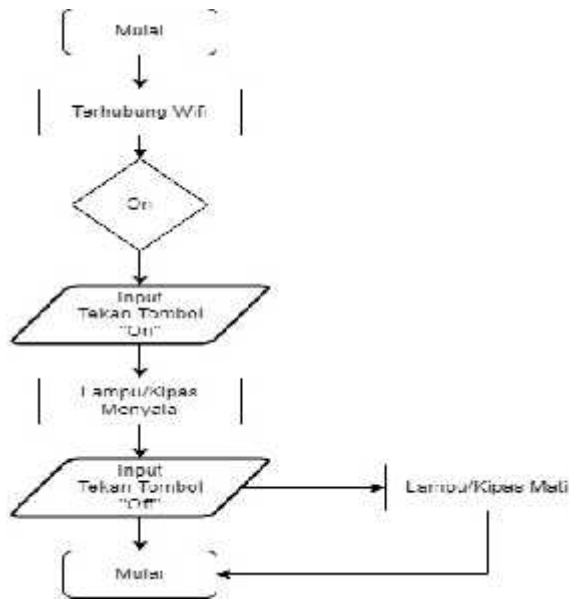 Mulai
Terhubung Wifi
On
Input
Tekan Tombol
"On"
Lampu/Kipas
Menyala
Input
Tekan Tombol
"Off"
Lampu/Kipas Mati
Mulai